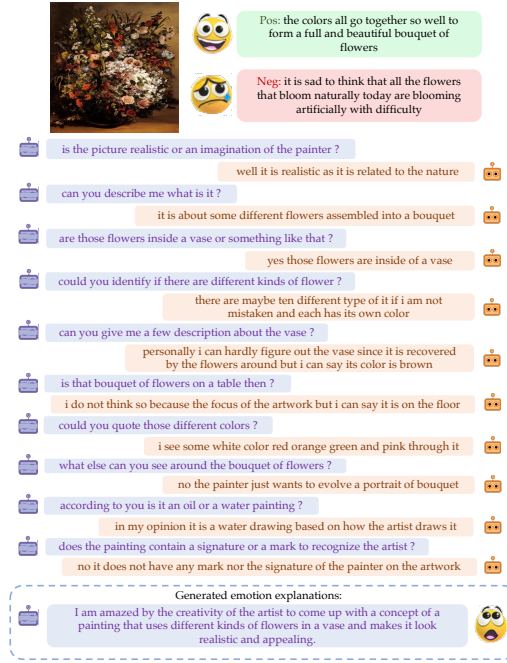 Pos: the colors all go together so well to
form a full and beautiful bouquet of
flowers
Neg: it is sad to think that all the flowers
that bloom naturally today are blooming
artificially with difficulty
is the picture realistic or an imagination of the painter ?
well it is realistic as it is related to the nature
can you describe me what is it ?
it is about some different flowers assembled into a bouquet
are those flowers inside a vase or something like that ?
yes those flowers are inside of a vase
could you identify if there are different kinds of flower ?
there are maybe ten different type of it if i am not
mistaken and each has its own color
can you give me a few description about the vase ?
personally i can hardly figure out the vase since it is recovered
by the flowers around but i can say its color is brown
is that bouquet of flowers on a table then ?
i do not think so because the focus of the artwork but i can say it is on the floor
could you quote those different colors ?
i see some white color red orange green and pink through it
what else can you see around the bouquet of flowers ?
no the painter just wants to evolve a portrait of bouquet
according to you is it an oil or a water painting ?
in my opinion it is a water drawing based on how the artist draws it
does the painting contain a signature or a mark to recognize the artist ?
no it does not have any mark nor the signature of the painter on the artwork
Generated emotion explanations:
I am amazed by the creativity of the artist to come up with a concept of a
painting that uses different kinds of flowers in a vase and makes it look
realistic and appealing.